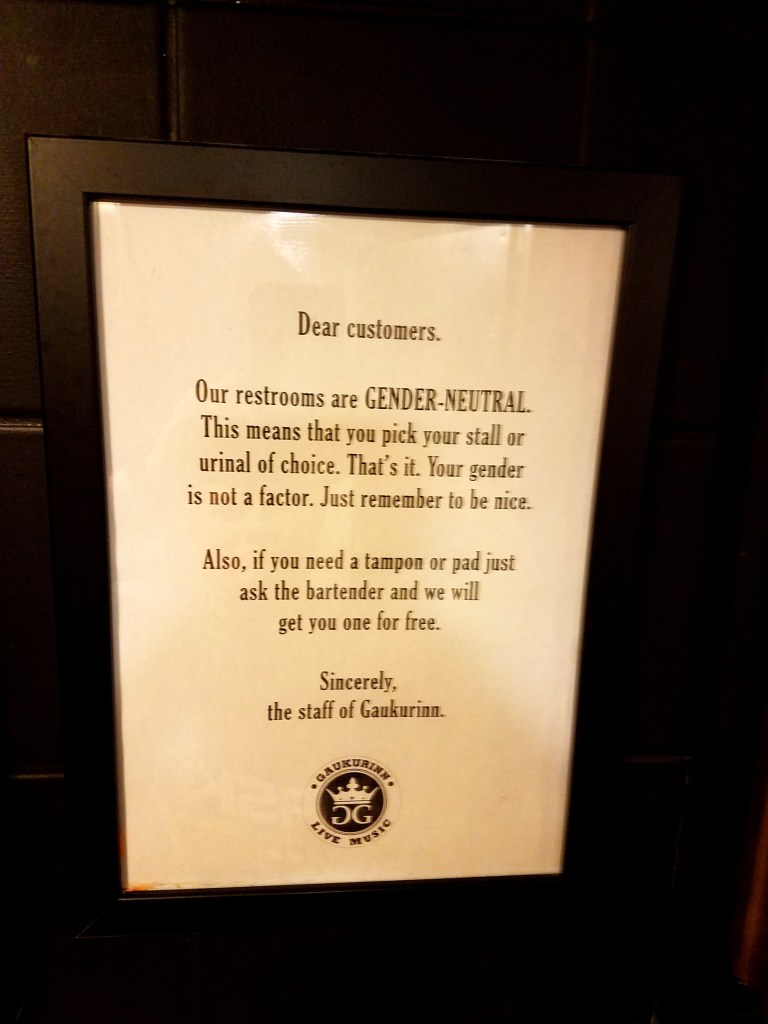 Dear customers.
Our restrooms are GENDER-NEUTRAL.
This means that you pick your stall or
urinal of choice. That's it. Your gender
is not a factor. Just remember to be nice.
Also, if you need a tampon or pad just
ask the bartender and we will
get you one for free.
Sincerely,
the staff of Gaukurinn.
• GAUKURINN •
GG
LIVE MUSIC